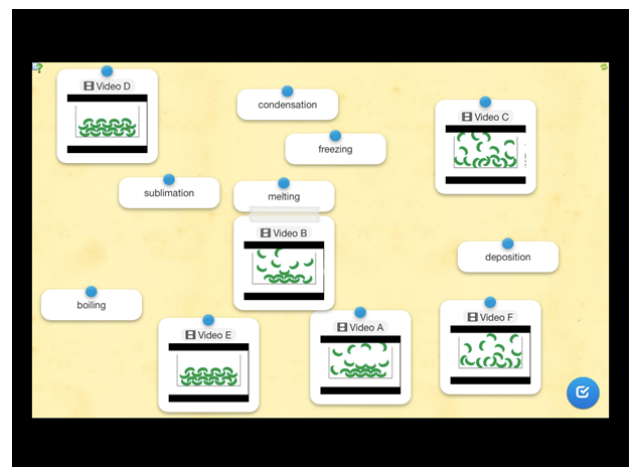 Video D
condensation
Video C
freezing
sublimation
melting
Video B
deposition
boiling
Video E
Video A
Video F